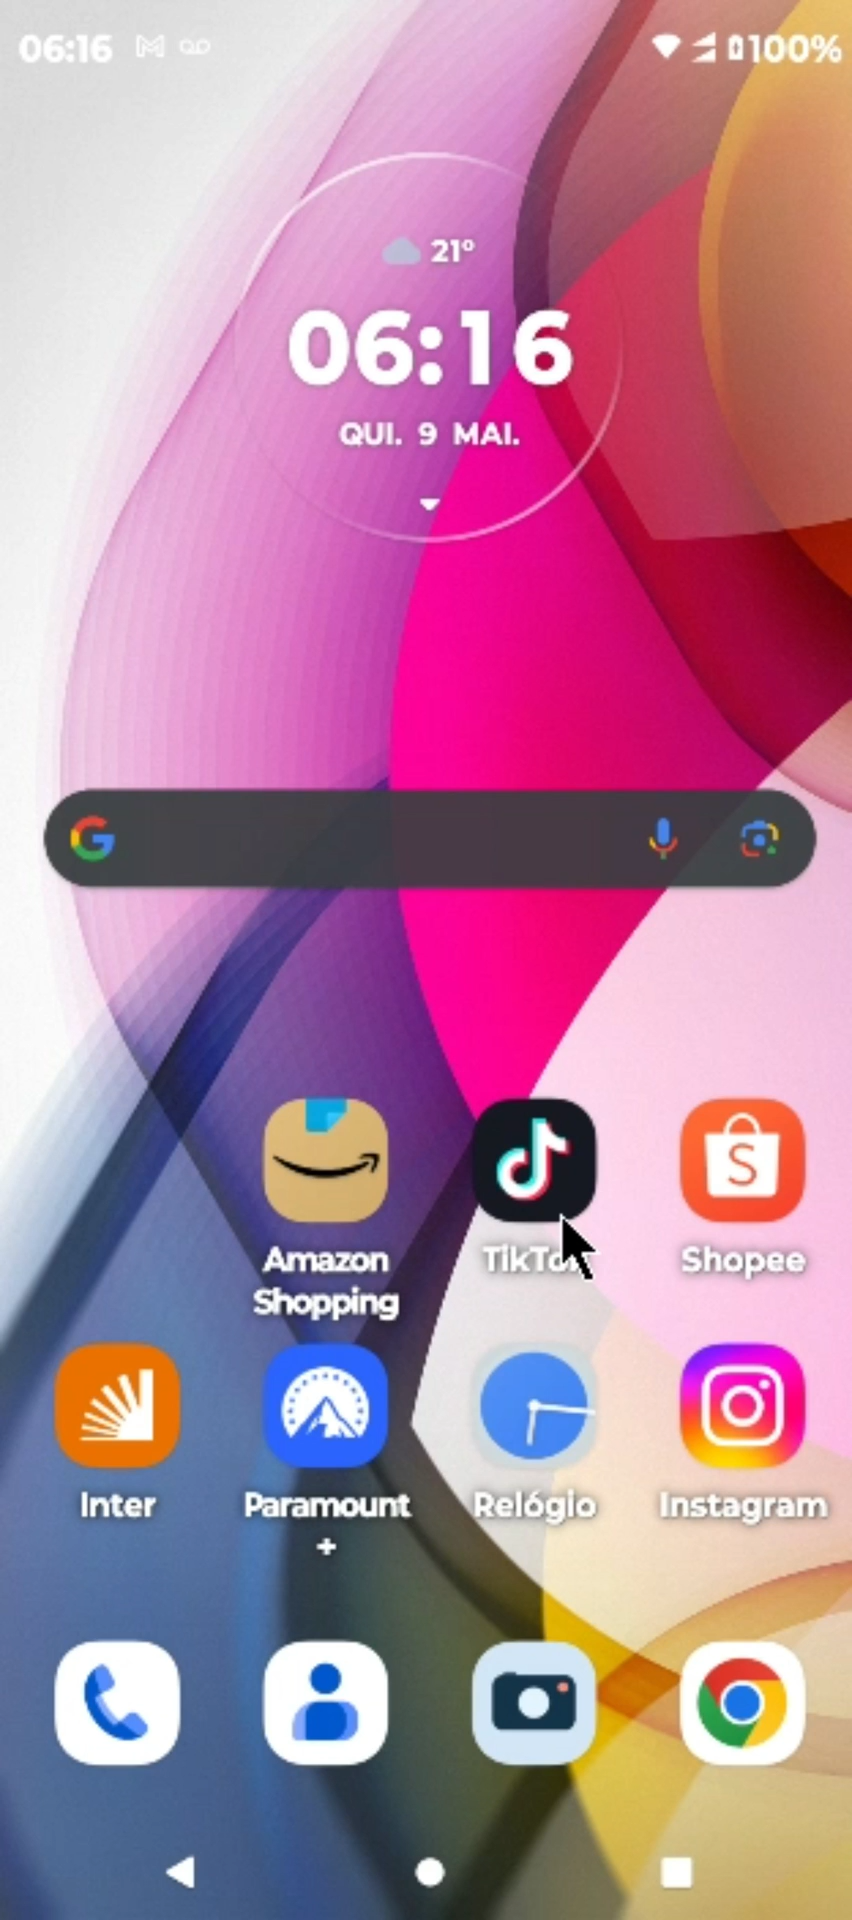 06:16 100%
21°
06:16
QUI. 9 MAI.
Amazon Shopping
TikTok
Shopee
Inter
Paramount +
Relógio
Instagram